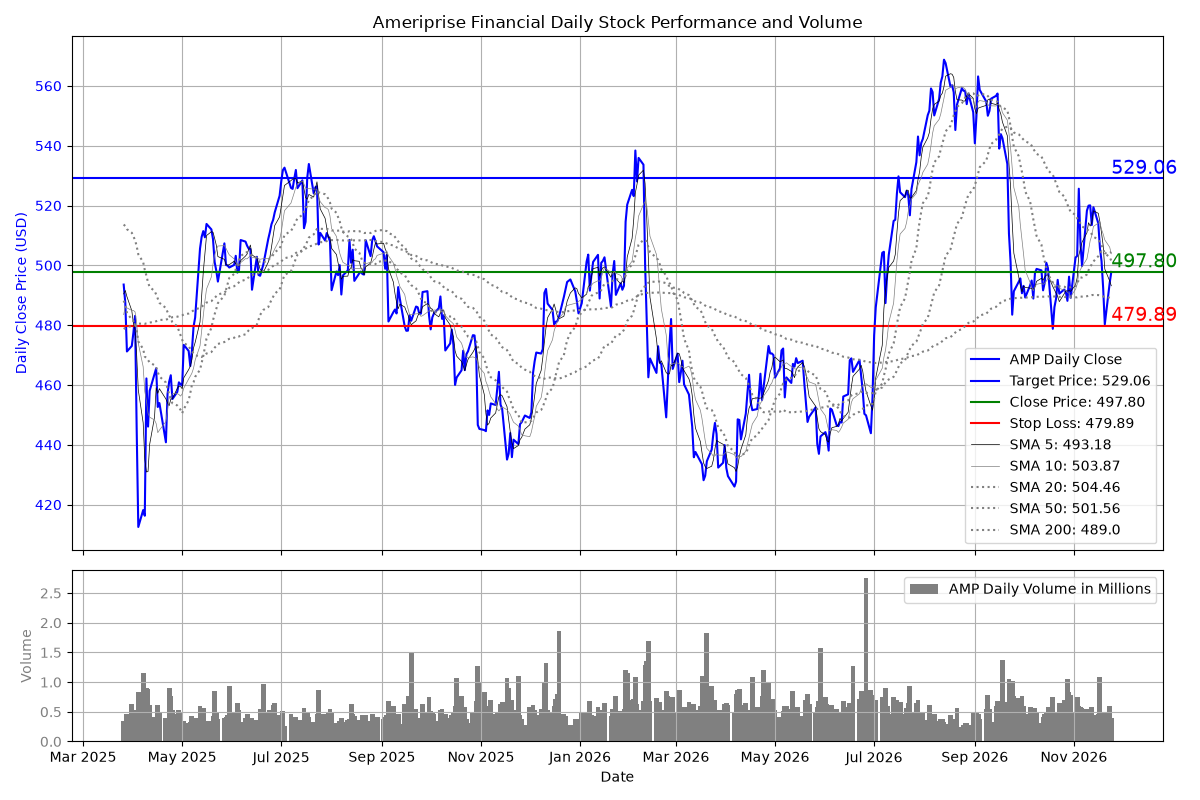 Ameriprise Financial Daily Stock Performance and Volume
Daily Close Price (USD)
560
540
520
500
480
460
440
420
529.06
497.80
479.89
AMP Daily Close
Target Price: 529.06
Close Price: 497.80
Stop Loss: 479.89
SMA 5: 493.18
SMA 10: 503.87
SMA 20: 504.46
SMA 50: 501.56
SMA 200: 489.0
Volume
2.5
2.0
1.5
1.0
0.5
0.0
AMP Daily Volume in Millions
Mar 2025 May 2025 Jul 2025 Sep 2025 Nov 2025 Jan 2026 Mar 2026 May 2026 Jul 2026 Sep 2026 Nov 2026
Date